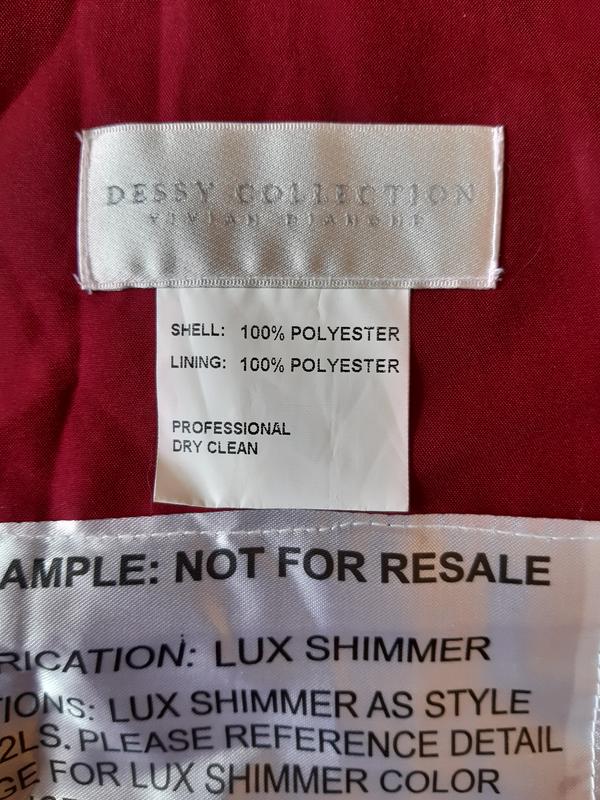 DESSY COLLECTION
VIVIAN DIAMOND
SHELL: 100% POLYESTER
LINING: 100% POLYESTER
PROFESSIONAL
DRY CLEAN
AMPLE: NOT FOR RESALE
RICATION: LUX SHIMMER
TIONS: LUX SHIMMER AS STYLE
2LS. PLEASE REFERENCE DETAIL
GE FOR LUX SHIMMER COLOR